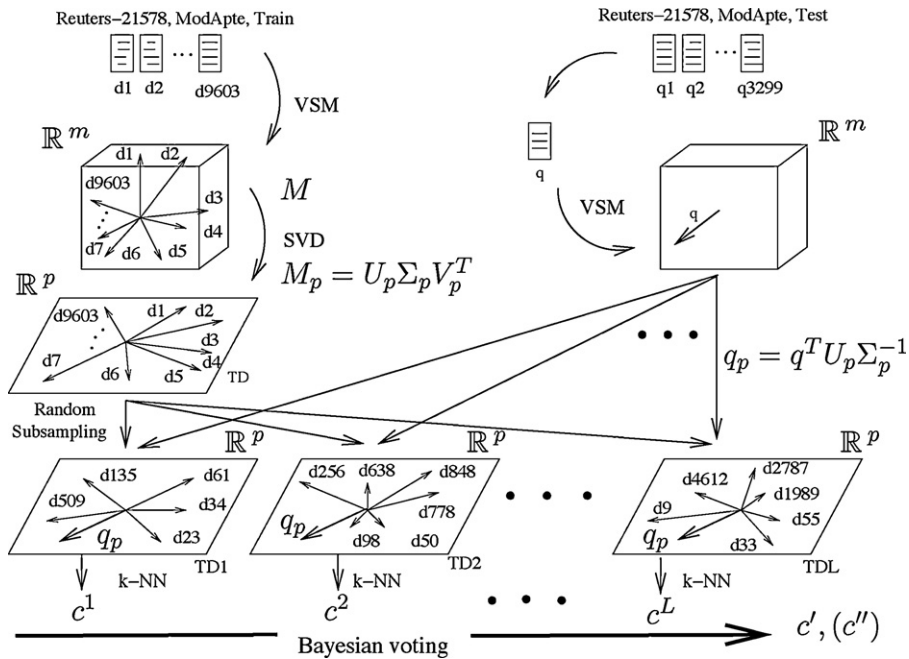 Reuters−21578, ModApte, Train
Reuters−21578, ModApte, Test
d1 d2 ... d9603
q1 q2 ... q3299
VSM
ℝ^m
d1 d2
d9603
d3
d4
d7 d6 d5
M
SVD
M_p = U_p Σ_p V_p^T
q
VSM
ℝ^m
q
ℝ^p
d9603 d1 d2
d3
d7 d4
d6 d5
TD
q_p = q^T U_p Σ_p^{-1}
Random
Subsampling
ℝ^p
d135 d61
d509 d34
q_p d23
TD1
ℝ^p
d256 d638 d848
d778
q_p d98 d50
TD2
ℝ^p
d4612 d2787
d1989
d9 d55
q_p d33
TDL
k−NN
k−NN
k−NN
c^1
c^2
c^L
Bayesian voting
c', (c'')